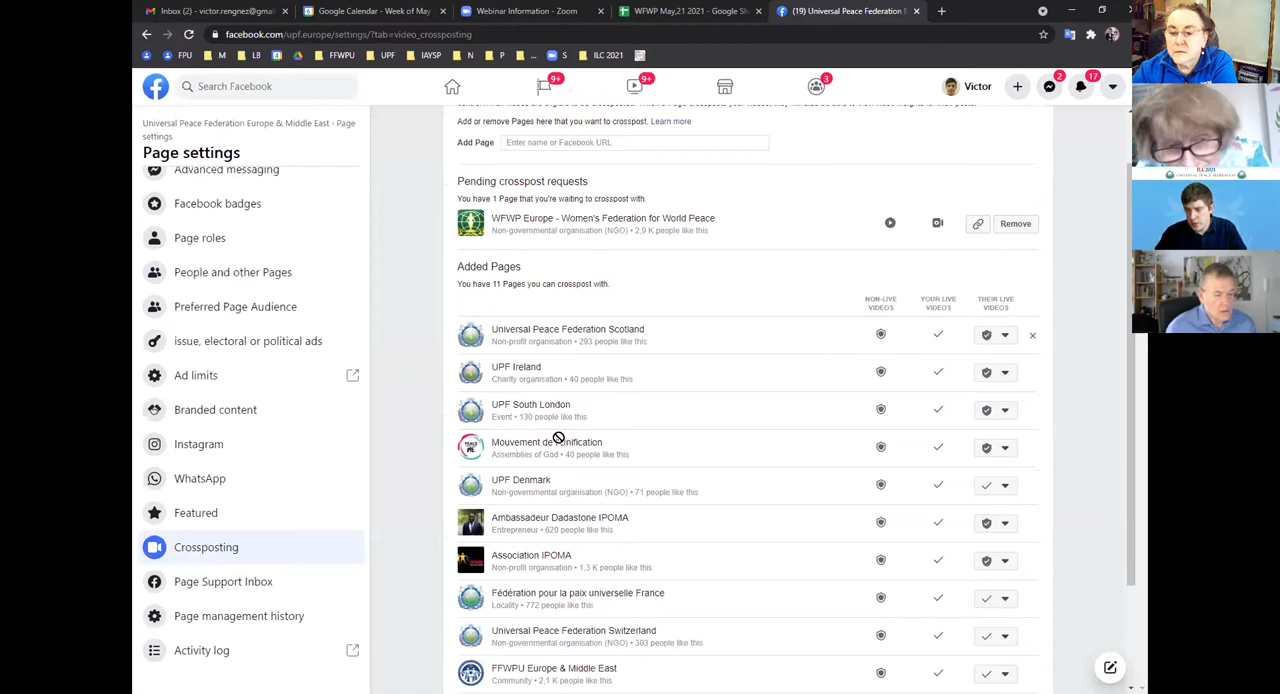 Inbox (2) - victor.rengnez@gmai
Google Calendar - Week of May
Webinar Information - Zoom
WFWP May,21 2021 - Google She
(19) Universal Peace Federation E
facebook.com/upf.europe/settings/?tab=video_crossposting
FPU
M
LB
FFWPU
UPF
IAYSP
N
P
...
S
ILC 2021
Search Facebook
9+
9+
3
Victor
2
17
Universal Peace Federation Europe & Middle East › Page
settings
Page settings
Advanced messaging
Facebook badges
Page roles
People and other Pages
Preferred Page Audience
issue, electoral or political ads
Ad limits
Branded content
Instagram
WhatsApp
Featured
Crossposting
Page Support Inbox
Page management history
Activity log
Add or remove Pages here that you want to crosspost. Learn more
Add Page
Enter name or Facebook URL
Pending crosspost requests
You have 1 Page that you're waiting to crosspost with.
WFWP Europe - Women's Federation for World Peace
Non-governmental organisation (NGO) • 2,9 K people like this
Remove
Added Pages
You have 11 Pages you can crosspost with.
NON-LIVE VIDEOS
YOUR LIVE VIDEOS
THEIR LIVE VIDEOS
Universal Peace Federation Scotland
Non-profit organisation • 293 people like this
UPF Ireland
Charity organisation • 40 people like this
UPF South London
Event • 130 people like this
Mouvement de l'Unification
Assemblies of God • 40 people like this
UPF Denmark
Non-governmental organisation (NGO) • 71 people like this
Ambassadeur Dadastone IPOMA
Entrepreneur • 620 people like this
Association IPOMA
Non-profit organisation • 1,3 K people like this
Fédération pour la paix universelle France
Locality • 772 people like this
Universal Peace Federation Switzerland
Non-governmental organisation (NGO) • 303 people like this
FFWPU Europe & Middle East
Community • 2,1 K people like this
ILC2021
UNIVERSAL PEACE FEDERATION